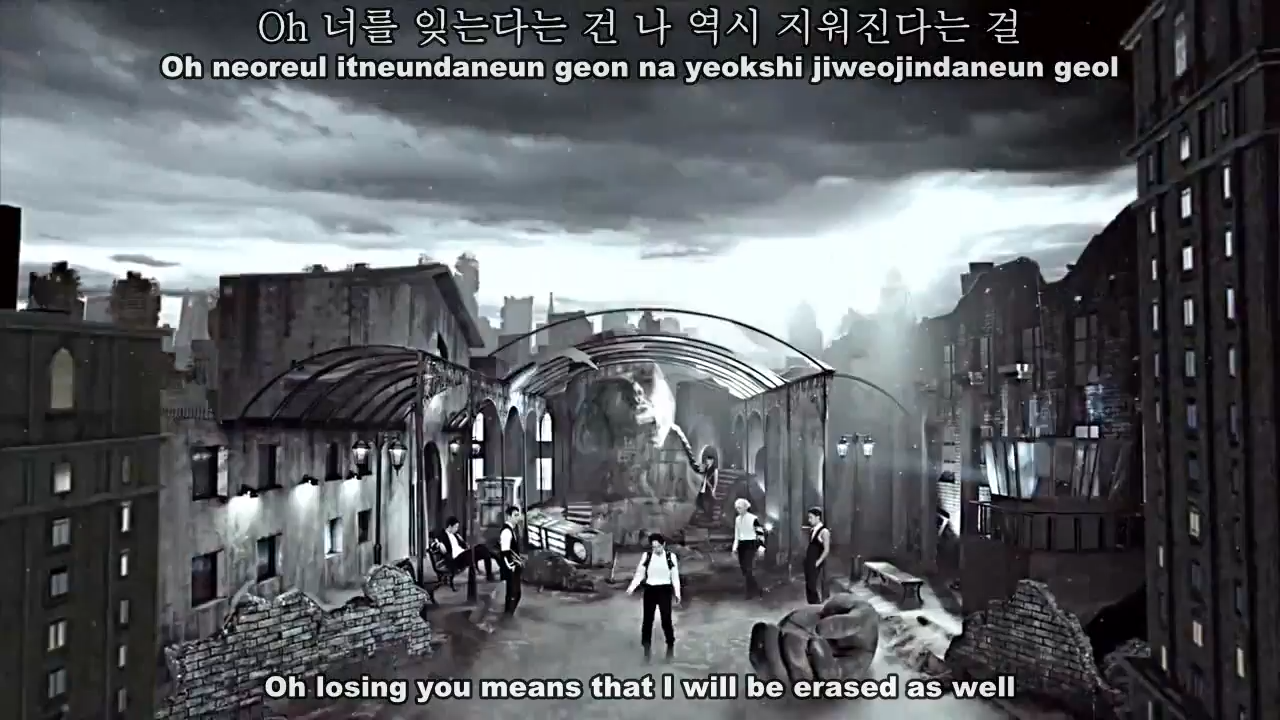 Oh 너를 잊는다는 건 나 역시 지워진다는 걸
Oh neoreul itneundaneun geon na yeokshi jiweojindaneun geol
Oh losing you means that I will be erased as well